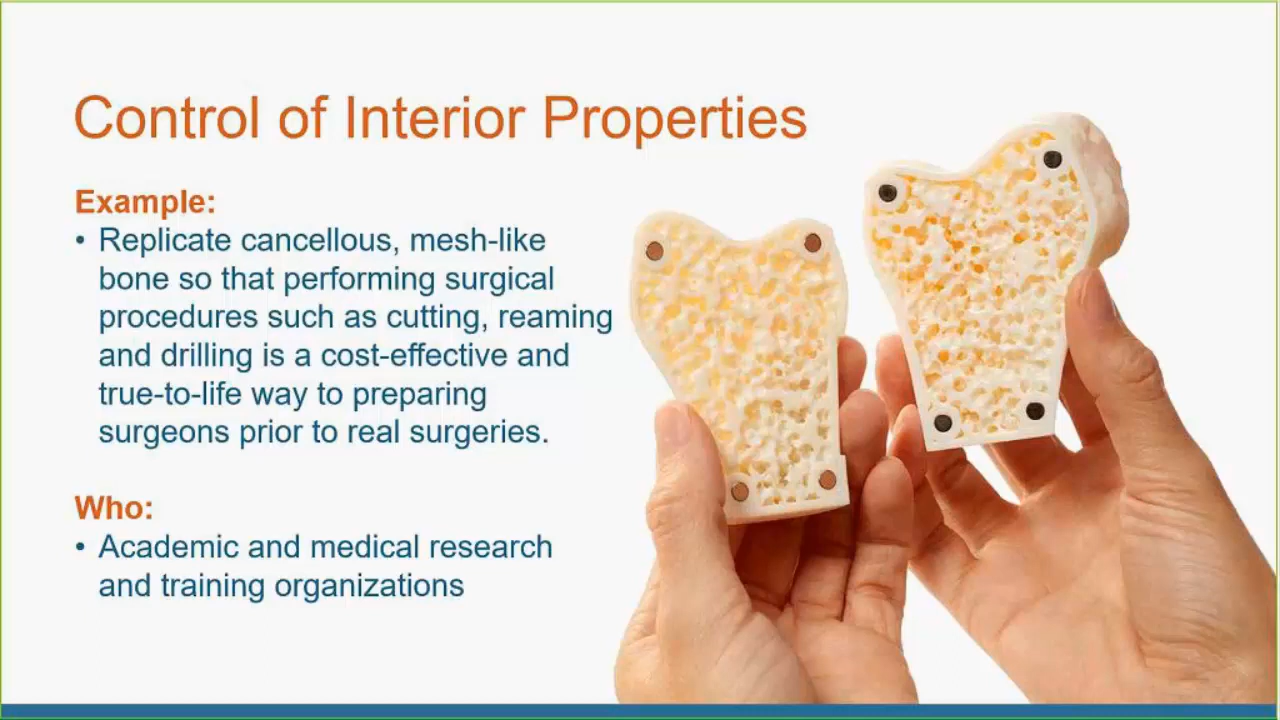 Control of Interior Properties
Example:
• Replicate cancellous, mesh-like
bone so that performing surgical
procedures such as cutting, reaming
and drilling is a cost-effective and
true-to-life way to preparing
surgeons prior to real surgeries.
Who:
• Academic and medical research
and training organizations